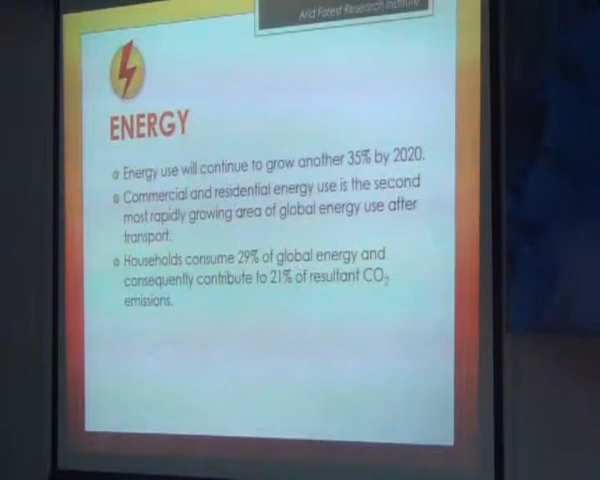 Arid Forest Research Institute
ENERGY
Energy use will continue to grow another 35% by 2020.
Commercial and residential energy use is the second
most rapidly growing area of global energy use after
transport.
Households consume 29% of global energy and
consequently contribute to 21% of resultant CO₂
emissions.